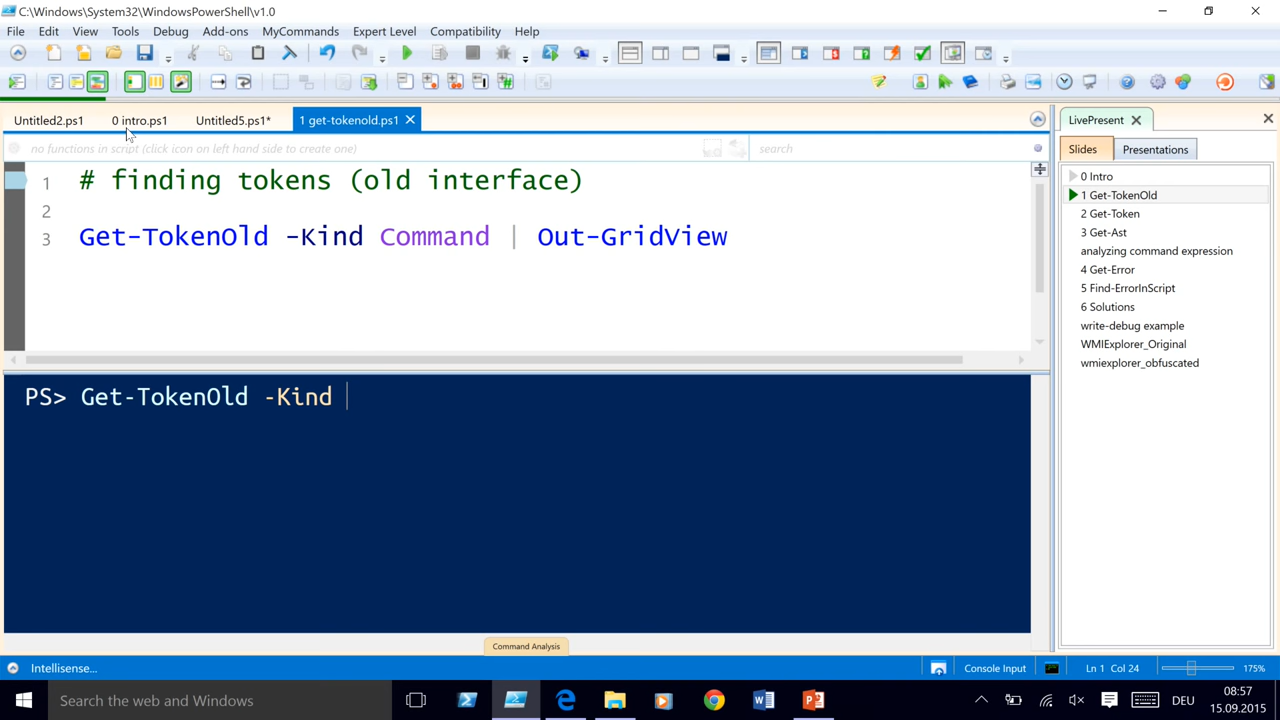 C:\Windows\System32\WindowsPowerShell\v1.0
File Edit View Tools Debug Add-ons MyCommands Expert Level Compatibility Help
Untitled2.ps1 0 intro.ps1 Untitled5.ps1* 1 get-tokenold.ps1
no functions in script (click icon on left hand side to create one) search
1 # finding tokens (old interface)
2
3 Get-TokenOld -Kind Command | Out-GridView
PS> Get-TokenOld -Kind
Command Analysis
LivePresent
Slides Presentations
0 Intro
1 Get-TokenOld
2 Get-Token
3 Get-Ast
analyzing command expression
4 Get-Error
5 Find-ErrorInScript
6 Solutions
write-debug example
WMIExplorer_Original
wmiexplorer_obfuscated
Intellisense... Console Input Ln 1 Col 24 175%
Search the web and Windows DEU 08:57
15.09.2015